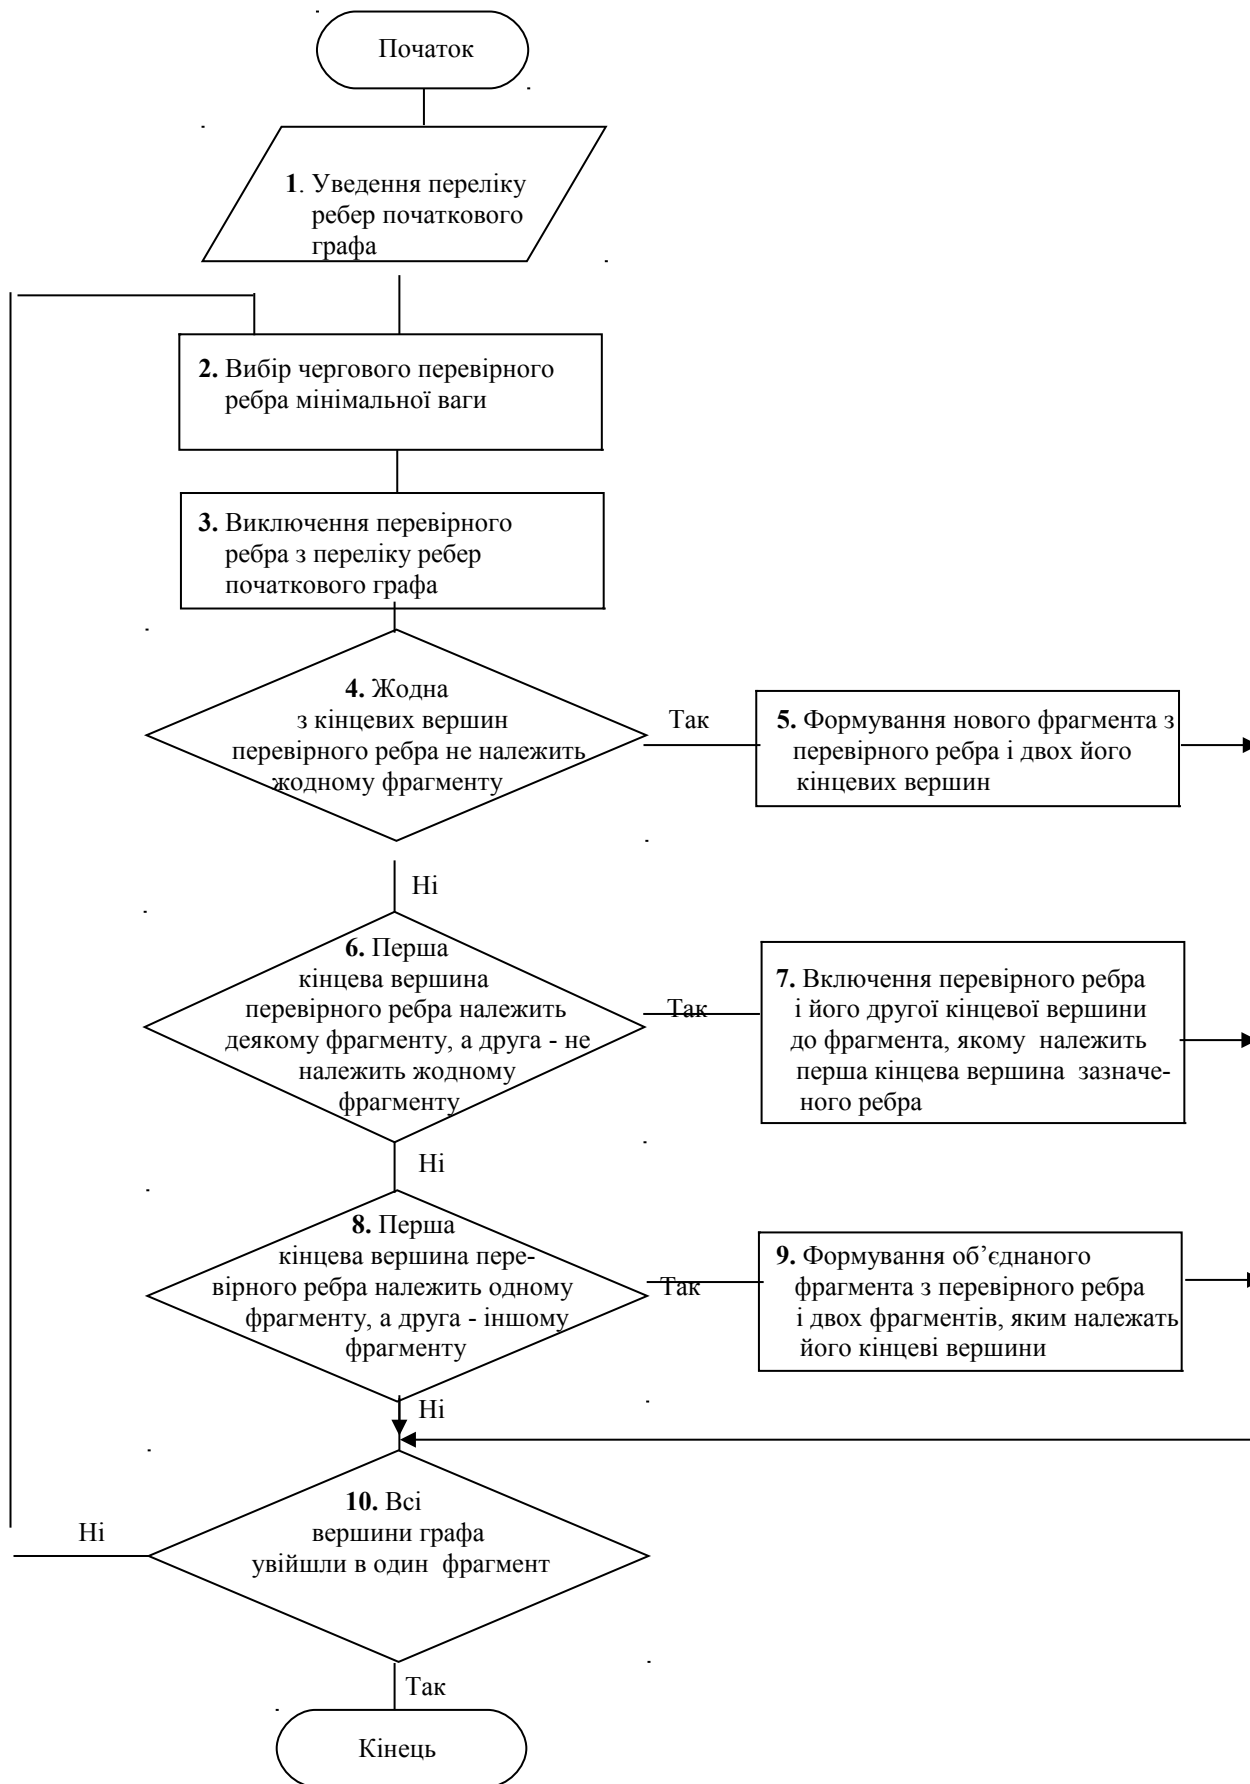 Початок
1. Уведення переліку
ребер початкового
графа
2. Вибір чергового перевірного
ребра мінімальної ваги
3. Виключення перевірного
ребра з переліку ребер
початкового графа
4. Жодна
з кінцевих вершин
перевірного ребра не належить
жодному фрагменту
Так
5. Формування нового фрагмента з
перевірного ребра і двох його
кінцевих вершин
Ні
6. Перша
кінцева вершина
перевірного ребра належить
деякому фрагменту, а друга - не
належить жодному
фрагменту
Так
7. Включення перевірного ребра
і його другої кінцевої вершини
до фрагмента, якому належить
перша кінцева вершина зазначе-
ного ребра
Ні
8. Перша
кінцева вершина пере-
вірного ребра належить одному
фрагменту, а друга - іншому
фрагменту
Так
9. Формування об’єднаного
фрагмента з перевірного ребра
і двох фрагментів, яким належать
його кінцеві вершини
Ні
10. Всі
вершини графа
увійшли в один фрагмент
Ні
Так
Кінець